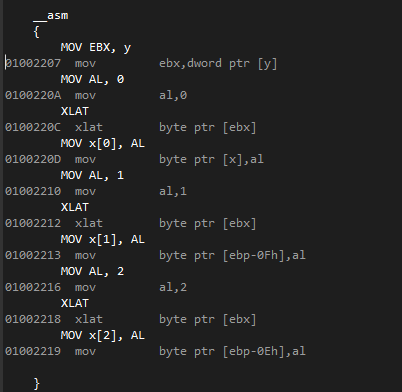 __asm
{
MOV EBX, y
01002207 mov ebx,dword ptr [y]
MOV AL, 0
0100220A mov al,0
XLAT
0100220C xlat byte ptr [ebx]
MOV x[0], AL
0100220D mov byte ptr [x],al
MOV AL, 1
01002210 mov al,1
XLAT
01002212 xlat byte ptr [ebx]
MOV x[1], AL
01002213 mov byte ptr [ebp-0Fh],al
MOV AL, 2
01002216 mov al,2
XLAT
01002218 xlat byte ptr [ebx]
MOV x[2], AL
01002219 mov byte ptr [ebp-0Eh],al
}